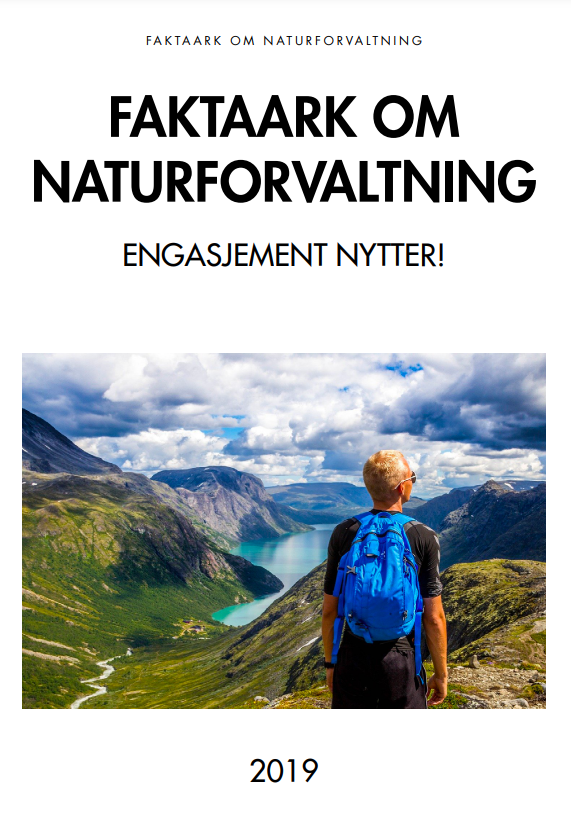 FAKTAARK OM NATURFORVALTNING
FAKTAARK OM
NATURFORVALTNING
ENGASJEMENT NYTTER!
2019